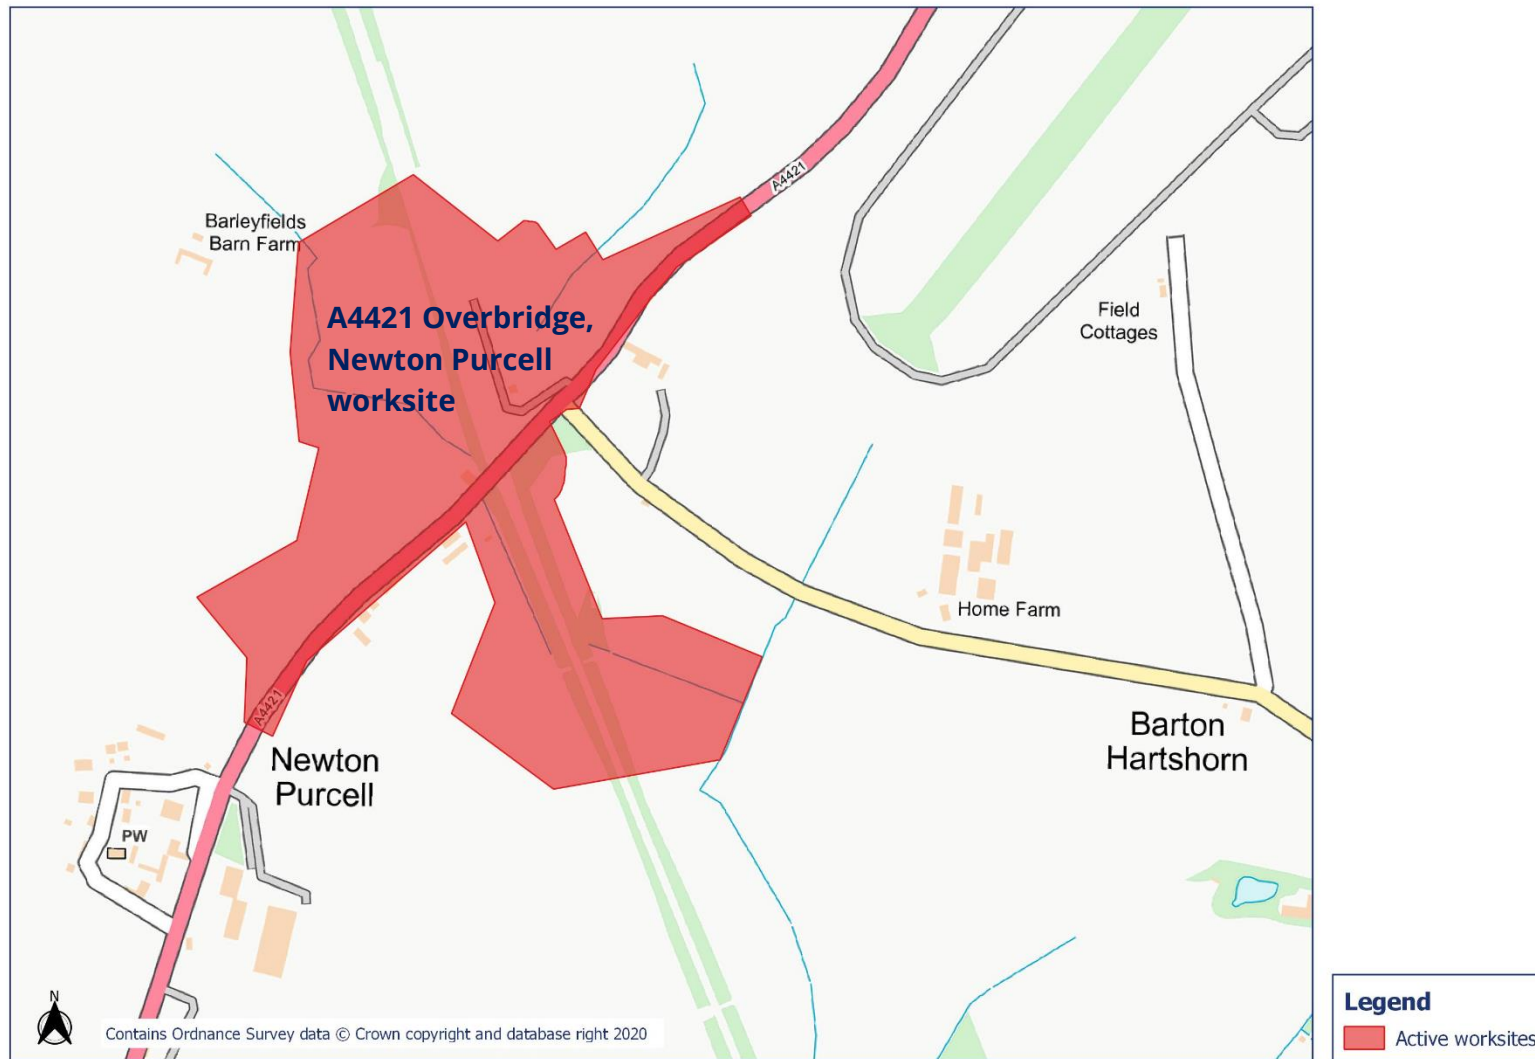 A4421
Barleyfields
Barn Farm
A4421 Overbridge,
Newton Purcell
worksite
Field
Cottages
Home Farm
A4421
Newton
Purcell
Barton
Hartshorn
PW
N
Contains Ordnance Survey data © Crown copyright and database right 2020
Legend
Active worksites